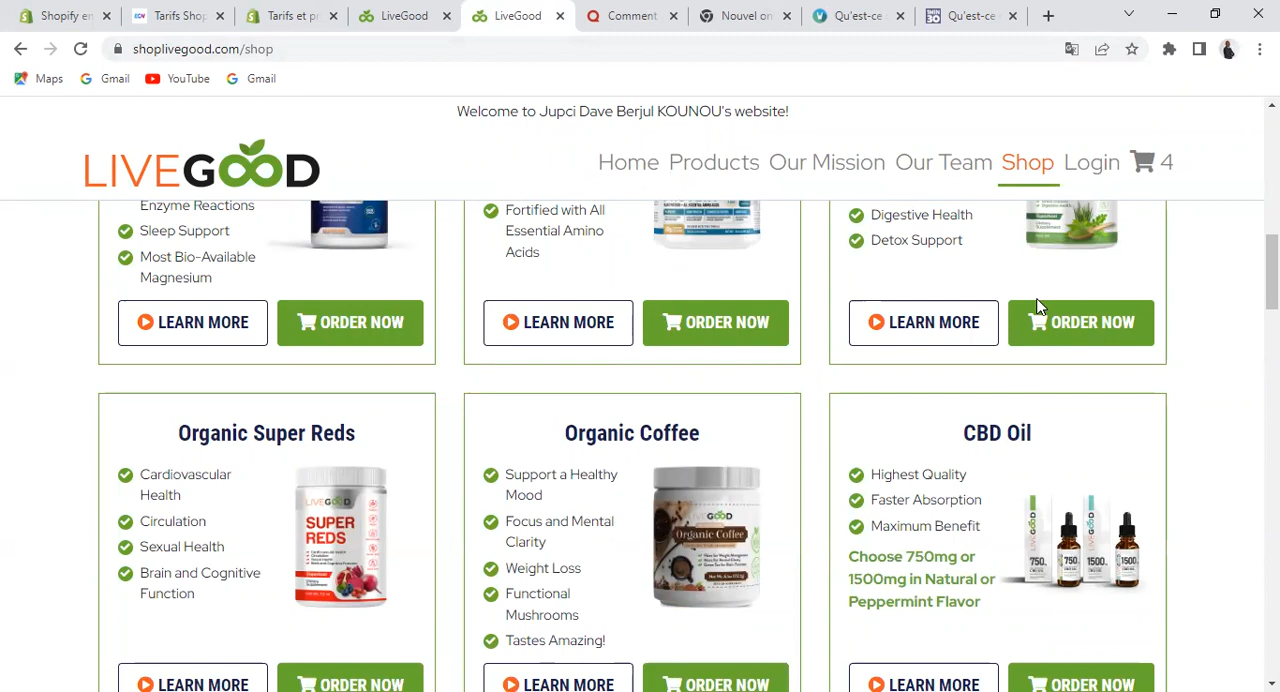 Shopify en
Tarifs Shop
Tarifs et pe
LiveGood
LiveGood
Comment
Nouvel on
Qu'est-ce
Qu'est-ce
shoplivegood.com/shop
Maps
Gmail
YouTube
Gmail
Welcome to Jupci Dave Berjul KOUNOU's website!
LIVEGOOD
Home Products Our Mission Our Team Shop Login 4
Enzyme Reactions
Sleep Support
Most Bio-Available
Magnesium
LEARN MORE
ORDER NOW
Fortified with All
Essential Amino
Acids
LEARN MORE
ORDER NOW
Digestive Health
Detox Support
LEARN MORE
ORDER NOW
Organic Super Reds
Cardiovascular
Health
Circulation
Sexual Health
Brain and Cognitive
Function
LIVEGOOD
SUPER
REDS
LEARN MORE
ORDER NOW
Organic Coffee
Support a Healthy
Mood
Focus and Mental
Clarity
Weight Loss
Functional
Mushrooms
Tastes Amazing!
LIVEGOOD
Organic Coffee
LEARN MORE
ORDER NOW
CBD Oil
Highest Quality
Faster Absorption
Maximum Benefit
Choose 750mg or
1500mg in Natural or
Peppermint Flavor
750
750
1500
1500
LEARN MORE
ORDER NOW